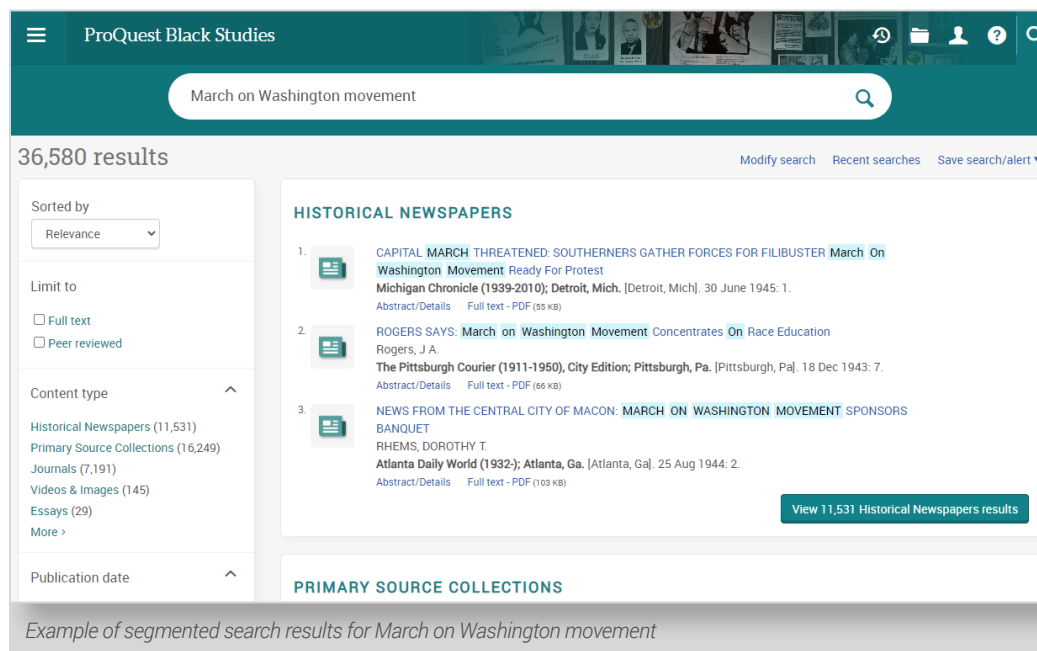 ProQuest Black Studies
March on Washington movement
36,580 results
Modify search Recent searches Save search/alert
Sorted by
Relevance
Limit to
Full text
Peer reviewed
Content type
Historical Newspapers (11,531)
Primary Source Collections (16,249)
Journals (7,191)
Videos & Images (145)
Essays (29)
More >
Publication date
HISTORICAL NEWSPAPERS
1. CAPITAL MARCH THREATENED: SOUTHERNERS GATHER FORCES FOR FILIBUSTER March On
Washington Movement Ready For Protest
Michigan Chronicle (1939-2010); Detroit, Mich. [Detroit, Mich]. 30 June 1945: 1.
Abstract/Details Full text - PDF (55 KB)
2. ROGERS SAYS: March on Washington Movement Concentrates On Race Education
Rogers, J A.
The Pittsburgh Courier (1911-1950), City Edition; Pittsburgh, Pa. [Pittsburgh, Pa]. 18 Dec 1943: 7.
Abstract/Details Full text - PDF (66 KB)
3. NEWS FROM THE CENTRAL CITY OF MACON: MARCH ON WASHINGTON MOVEMENT SPONSORS
BANQUET
RHEMS, DOROTHY T.
Atlanta Daily World (1932-); Atlanta, Ga. [Atlanta, Ga]. 25 Aug 1944: 2.
Abstract/Details Full text - PDF (103 KB)
View 11,531 Historical Newspapers results
PRIMARY SOURCE COLLECTIONS
Example of segmented search results for March on Washington movement